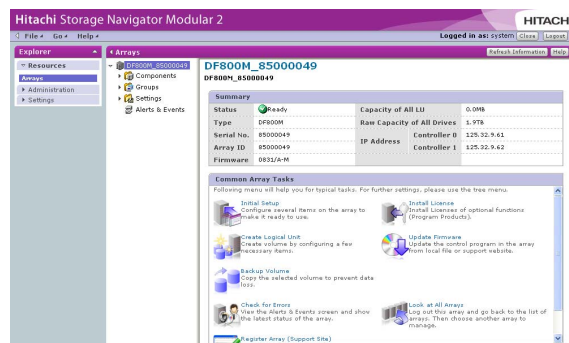 Hitachi Storage Navigator Modular 2
HITACH
File Go Help
Logged in as: system Close Logout
Explorer
Arrays
Refresh Information Help
Resources
Arrays
Administration
Settings
DF800M_85000049
Components
Groups
Settings
Alerts & Events
DF800M_85000049
DF800M_85000049
Summary
Status Ready Capacity of All LU 0.0MB
Type DF800M Raw Capacity of All Drives 1.9TB
Serial No. 85000049 IP Address Controller 0 125.32.9.61
Array ID 85000049 Controller 1 125.32.9.62
Firmware 0831/A-M
Common Array Tasks
Following menu will help you for typical tasks. For further settings, please use the tree menu.
Initial Setup
Configure several items on the array to
make it ready to use.
Install License
Install Licenses of optional functions
(Program Products).
Create Logical Unit
Create volume by configuring a few
necessary items.
Update Firmware
Update the control program in the array
from local file or support website.
Backup Volume
Copy the selected volume to prevent data
loss.
Check for Errors
View the Alerts & Events screen and show
the latest status of the array.
Look at All Arrays
Log out this array and go back to the list of
arrays. Then choose another array to
manage.
Register Array (Support Site)